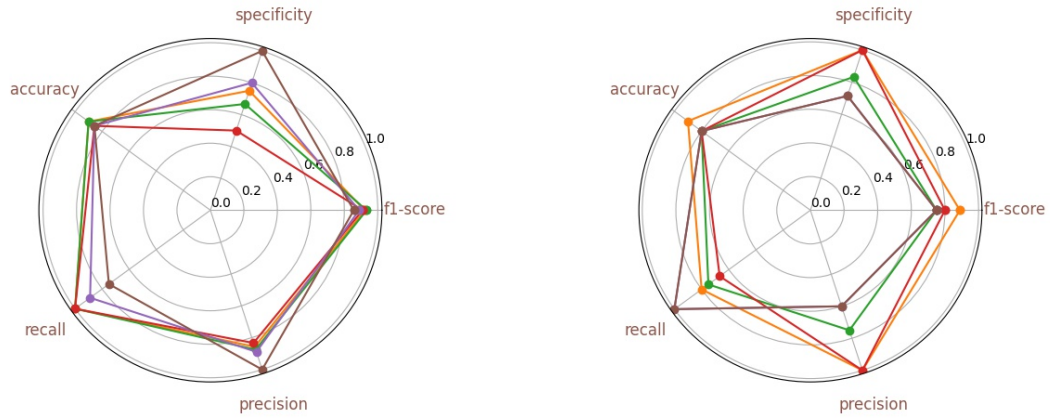 specificity
accuracy
1.0
0.8
0.6
0.4
0.2
0.0
f1-score
recall
precision
specificity
accuracy
1.0
0.8
0.6
0.4
0.2
0.0
f1-score
recall
precision